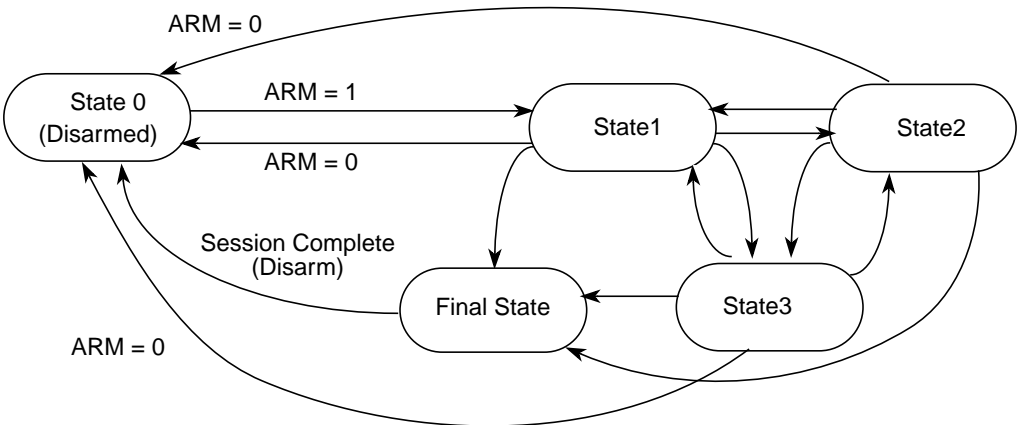 ARM = 0
State 0
(Disarmed)
ARM = 1
ARM = 0
State1
State2
Session Complete
(Disarm)
Final State
State3
ARM = 0